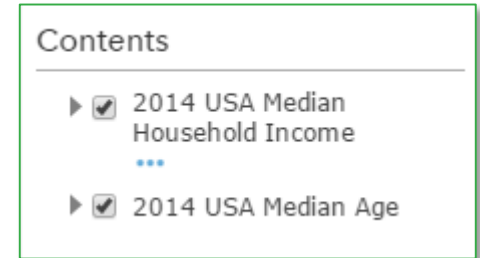 Contents
2014 USA Median
Household Income
•••
2014 USA Median Age